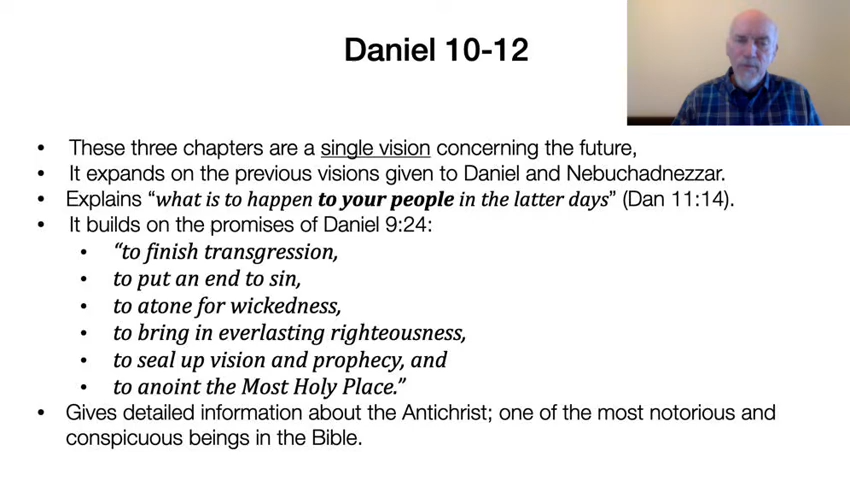 Daniel 10-12
• These three chapters are a single vision concerning the future,
• It expands on the previous visions given to Daniel and Nebuchadnezzar.
• Explains “what is to happen to your people in the latter days” (Dan 11:14).
• It builds on the promises of Daniel 9:24:
• “to finish transgression,
• to put an end to sin,
• to atone for wickedness,
• to bring in everlasting righteousness,
• to seal up vision and prophecy, and
• to anoint the Most Holy Place.”
• Gives detailed information about the Antichrist; one of the most notorious and
conspicuous beings in the Bible.